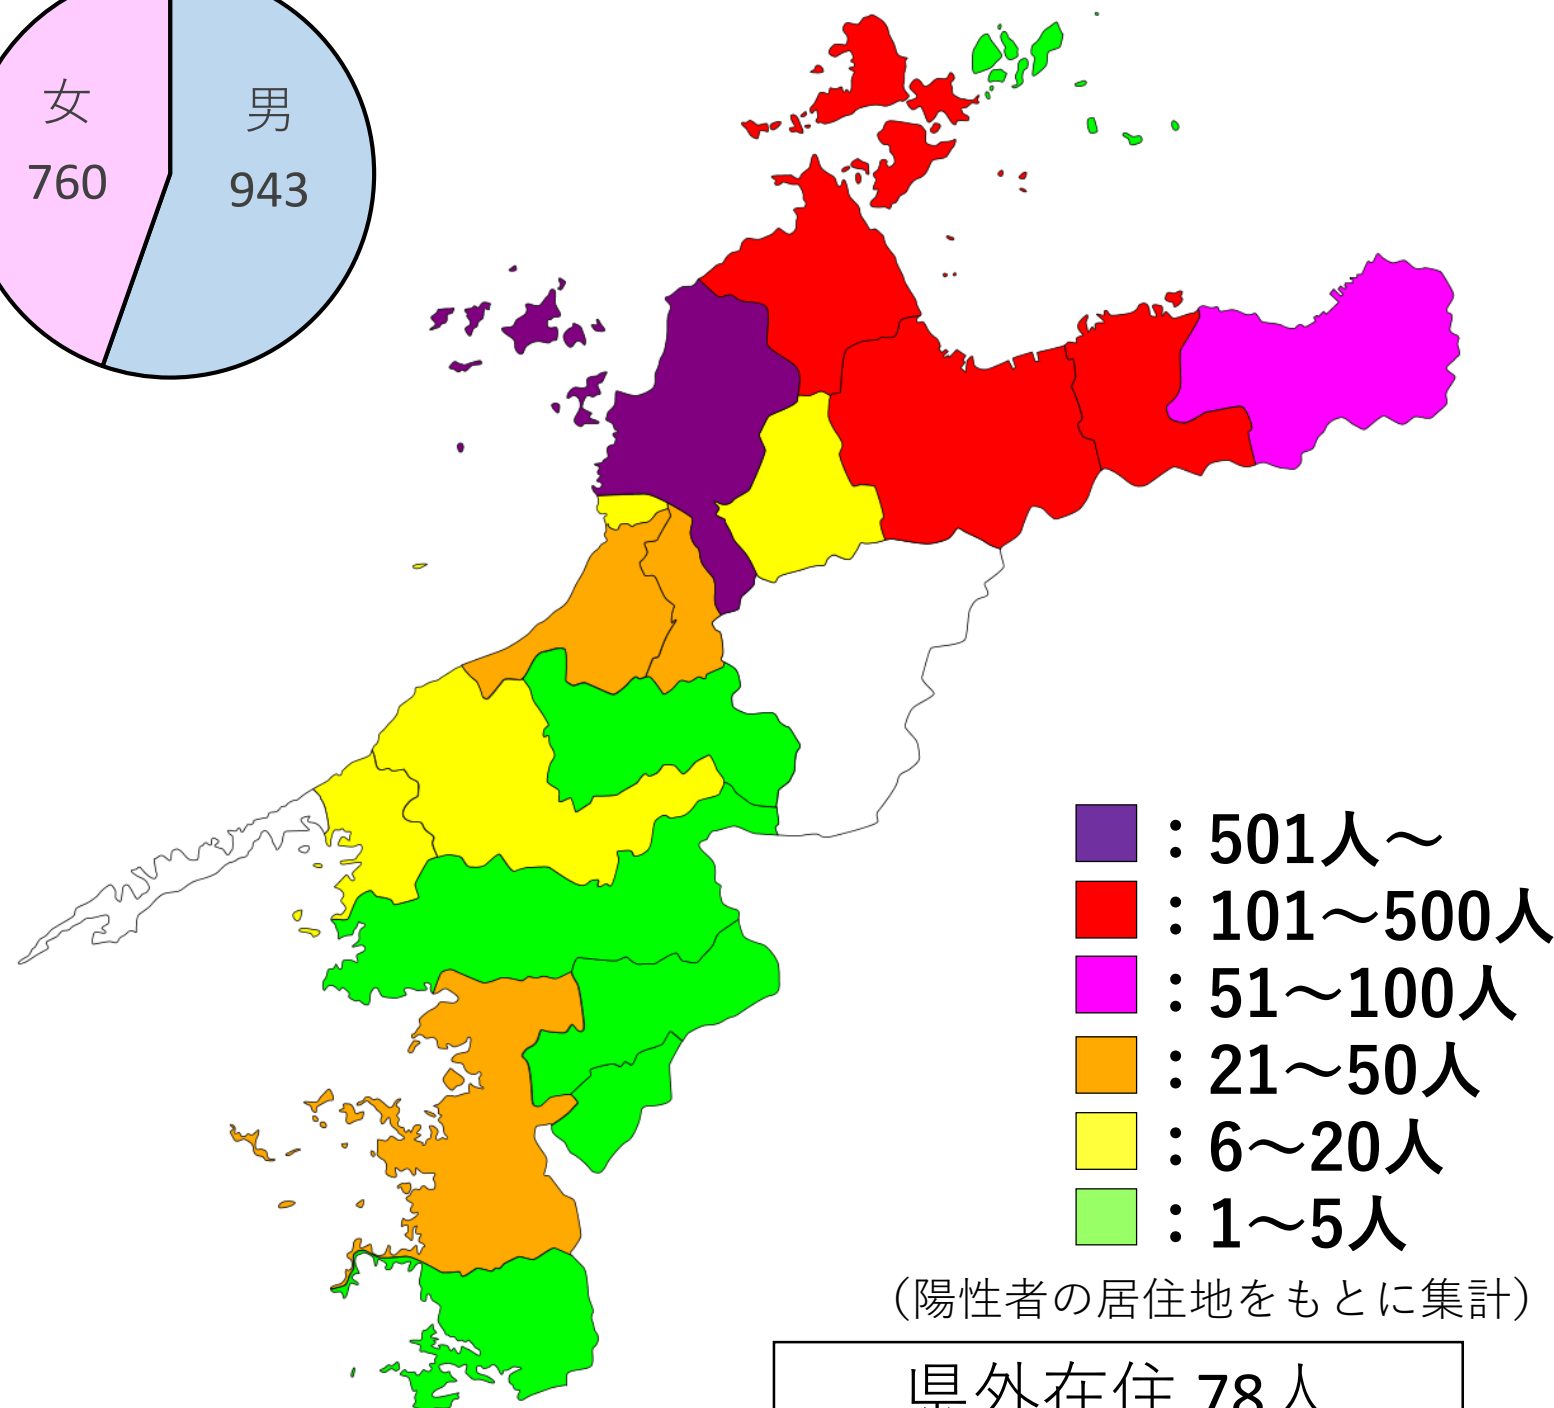 女
760
男
943
：501人～
：101～500人
：51～100人
：21～50人
：6～20人
：1～5人
（陽性者の居住地をもとに集計）
県外在住 78人